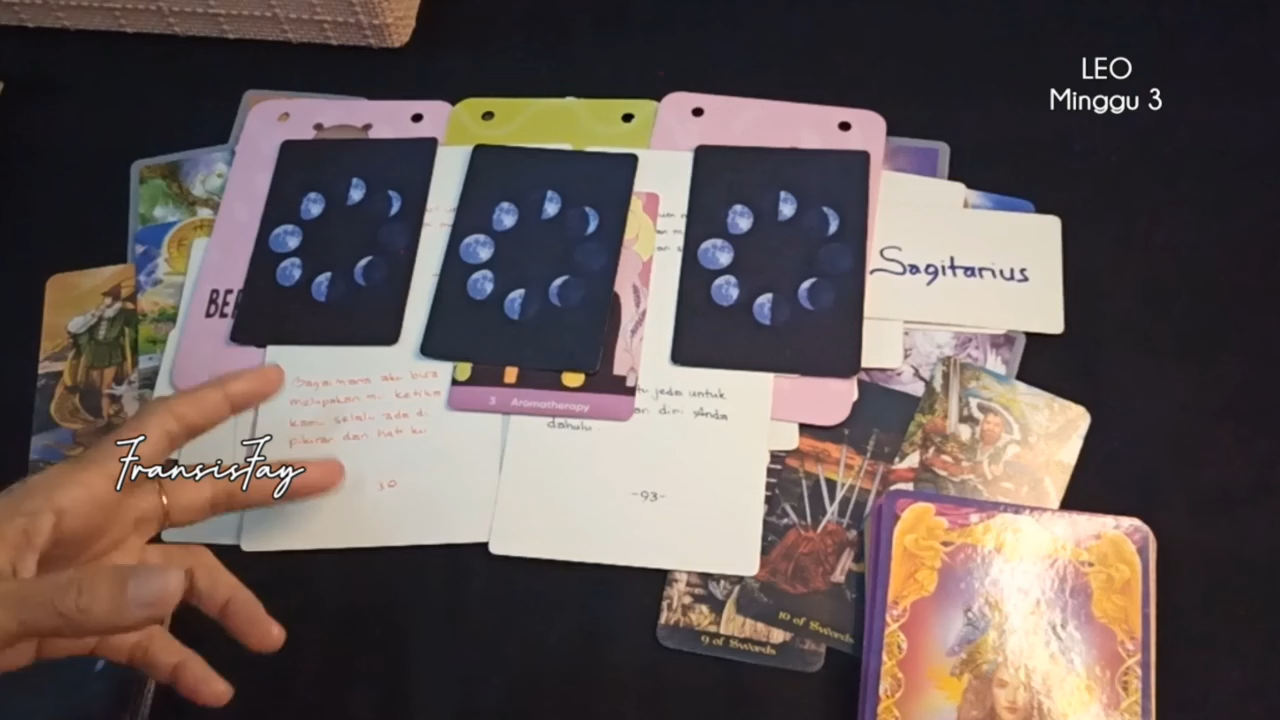 LEO
Minggu 3
Sagitarius
BER
Bagaimana aku bisa
melupakan mu ketika
kamu selalu ada di
pikiran dan hati ku
30
3 Aromatherapy
jeda untuk
diri Anda
dahulu
-93-
FransisFay
10 of Swords
9 of Swords